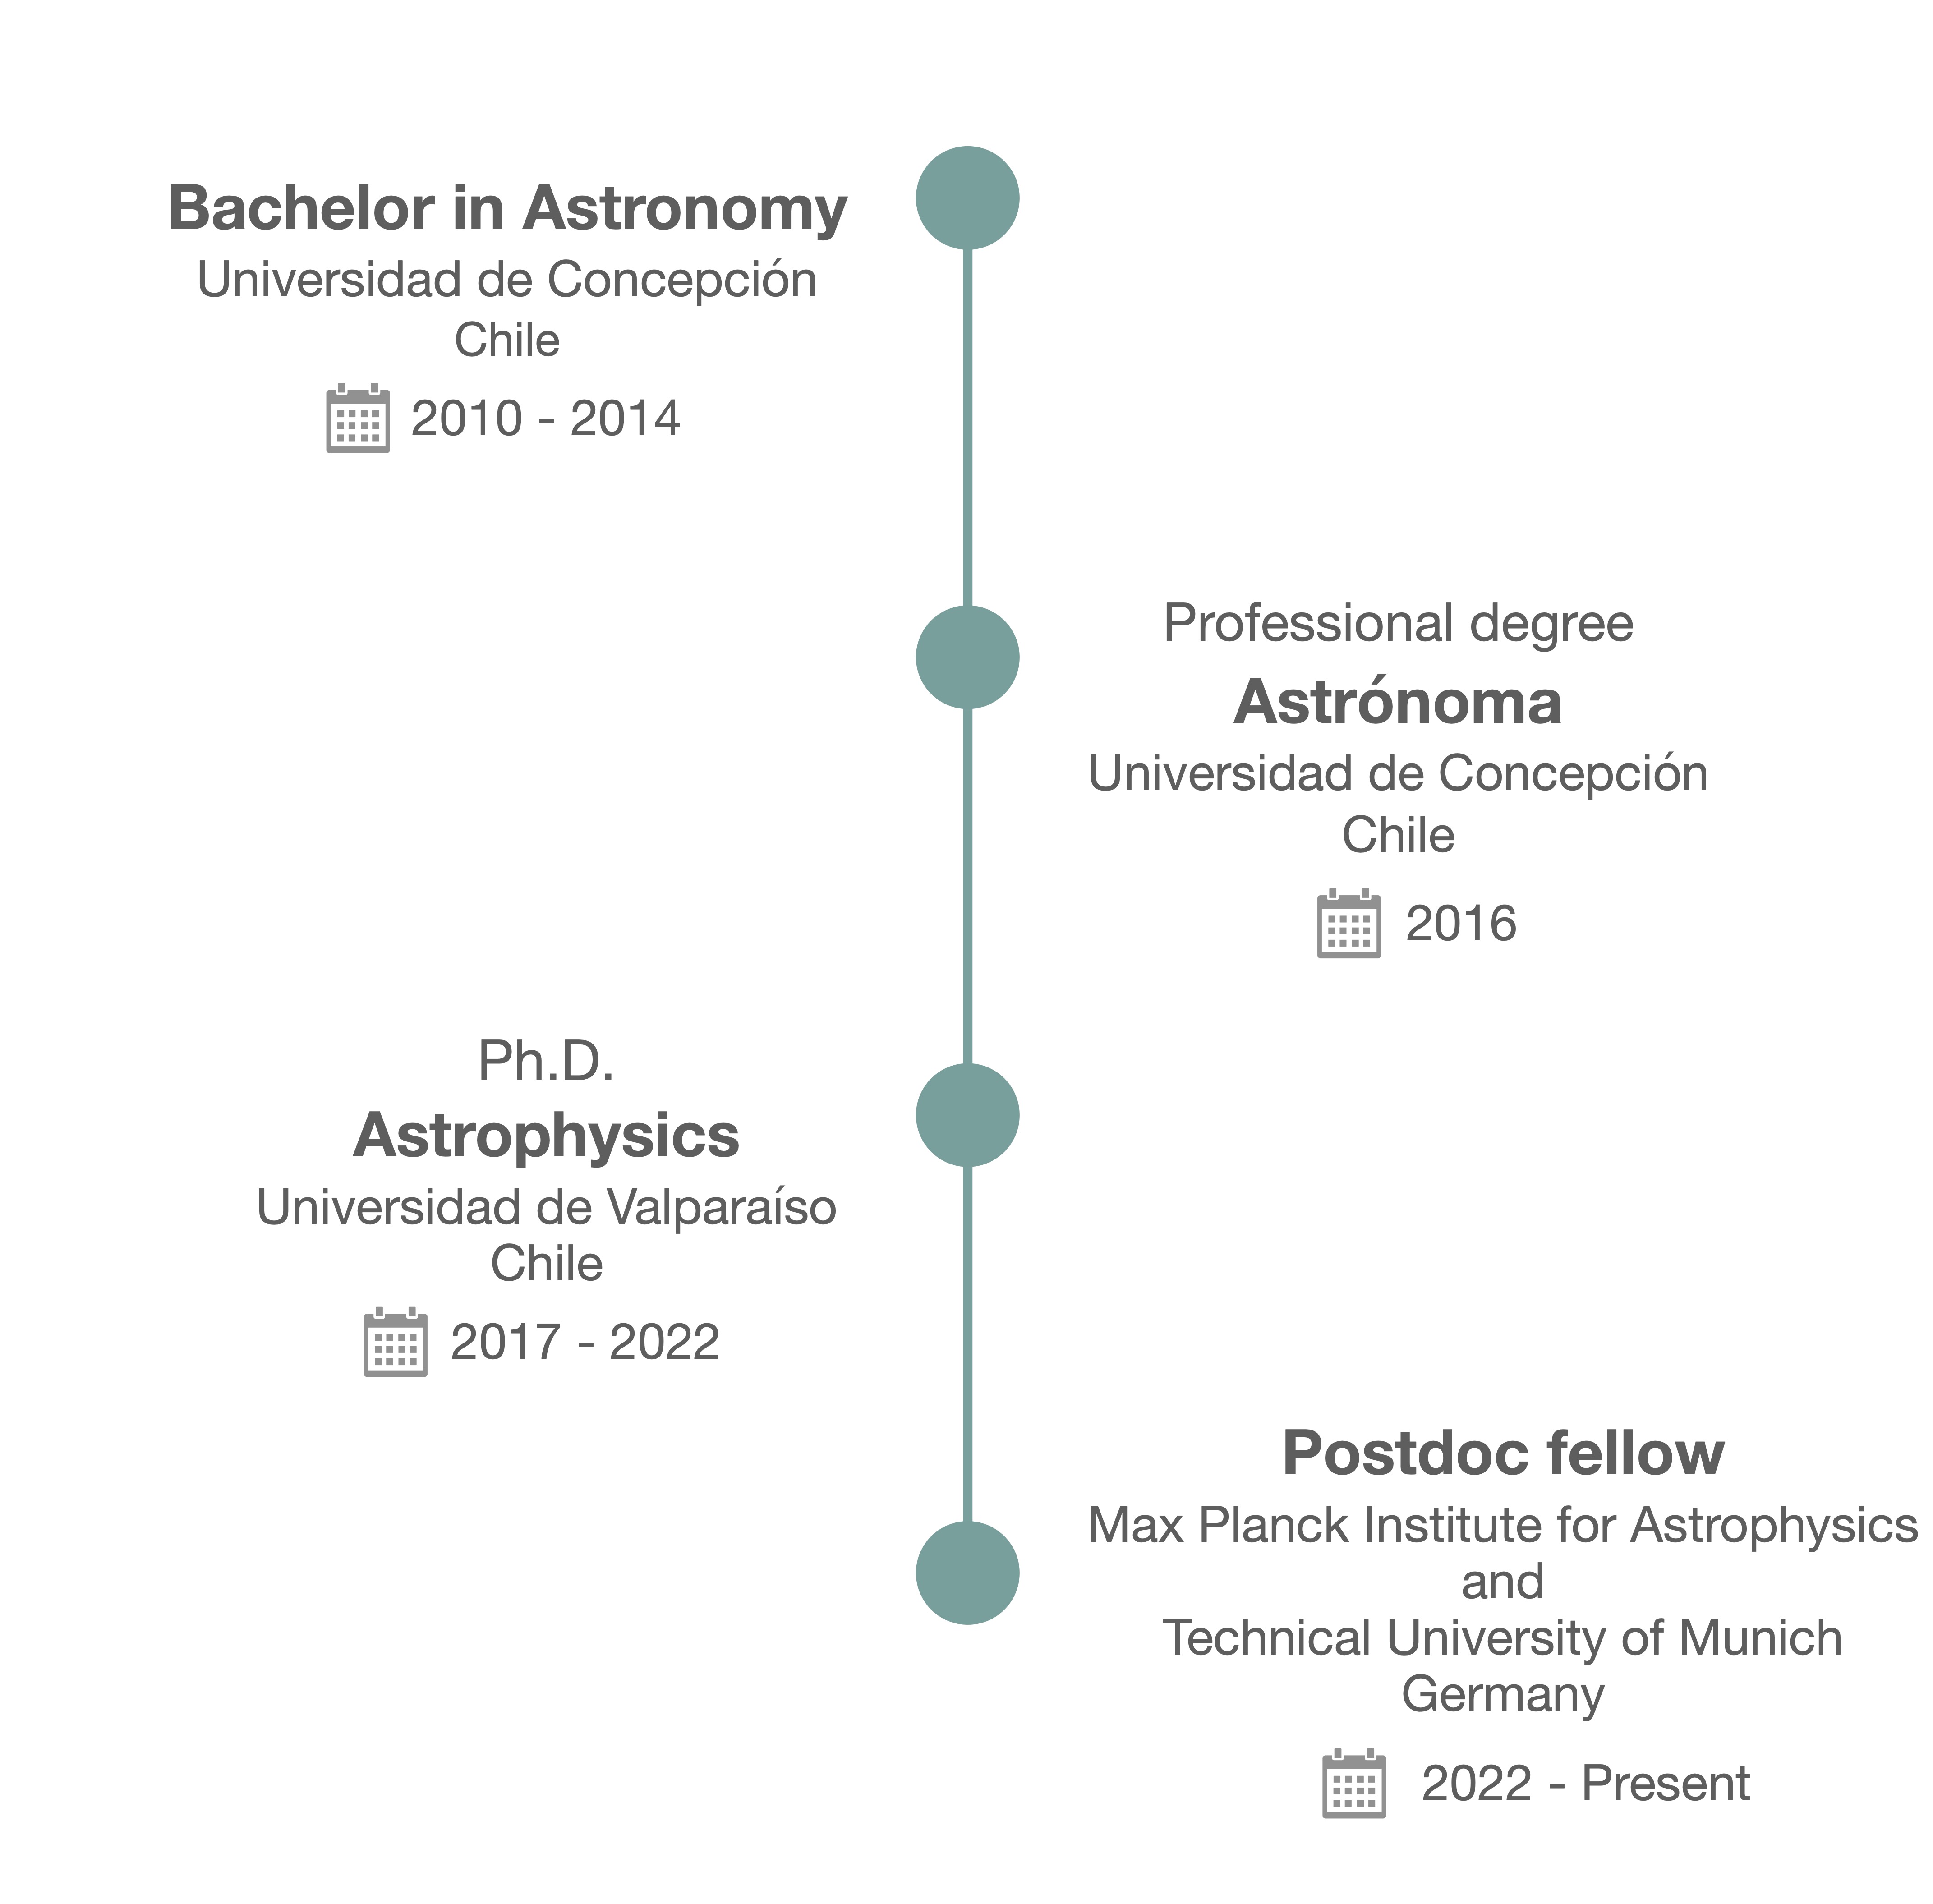 Bachelor in Astronomy
Universidad de Concepción
Chile
2010 - 2014
Professional degree
Astrónoma
Universidad de Concepción
Chile
2016
Ph.D.
Astrophysics
Universidad de Valparaíso
Chile
2017 - 2022
Postdoc fellow
Max Planck Institute for Astrophysics
and
Technical University of Munich
Germany
2022 - Present